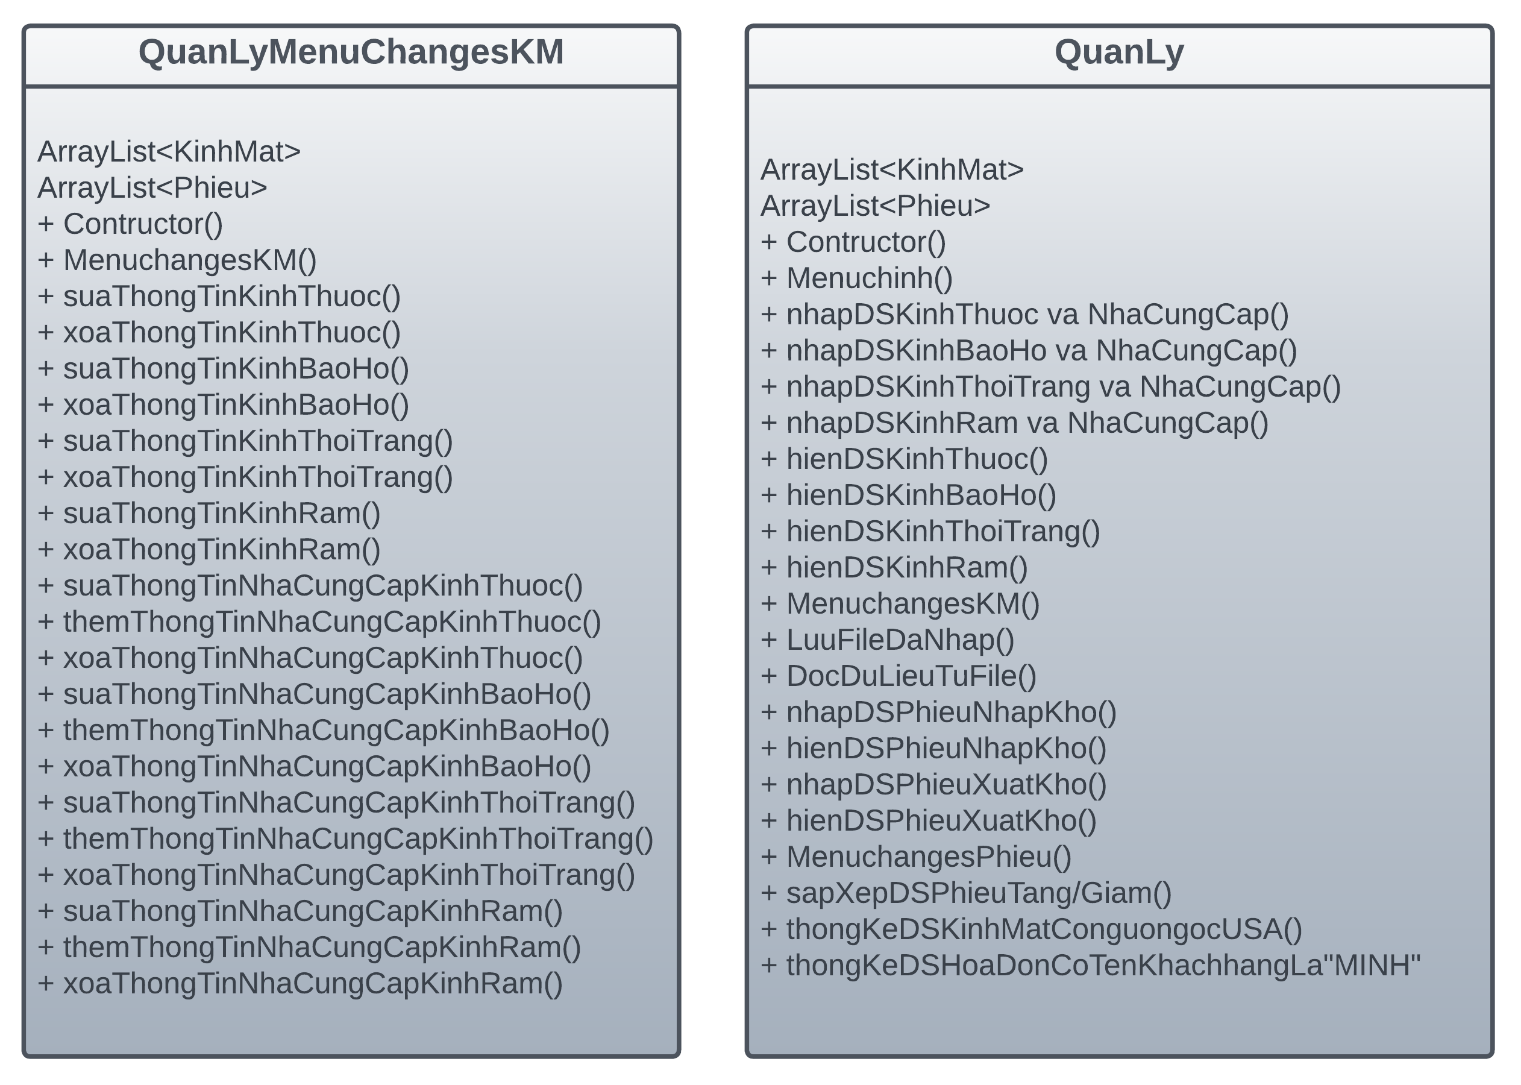 QuanLyMenuChangesKM
ArrayList<KinhMat>
ArrayList<Phieu>
+ Contructor()
+ MenuchangesKM()
+ suaThongTinKinhThuoc()
+ xoaThongTinKinhThuoc()
+ suaThongTinKinhBaoHo()
+ xoaThongTinKinhBaoHo()
+ suaThongTinKinhThoiTrang()
+ xoaThongTinKinhThoiTrang()
+ suaThongTinKinhRam()
+ xoaThongTinKinhRam()
+ suaThongTinNhaCungCapKinhThuoc()
+ themThongTinNhaCungCapKinhThuoc()
+ xoaThongTinNhaCungCapKinhThuoc()
+ suaThongTinNhaCungCapKinhBaoHo()
+ themThongTinNhaCungCapKinhBaoHo()
+ xoaThongTinNhaCungCapKinhBaoHo()
+ suaThongTinNhaCungCapKinhThoiTrang()
+ themThongTinNhaCungCapKinhThoiTrang()
+ xoaThongTinNhaCungCapKinhThoiTrang()
+ suaThongTinNhaCungCapKinhRam()
+ themThongTinNhaCungCapKinhRam()
+ xoaThongTinNhaCungCapKinhRam()
QuanLy
ArrayList<KinhMat>
ArrayList<Phieu>
+ Contructor()
+ Menuchinh()
+ nhapDSKinhThuoc va NhaCungCap()
+ nhapDSKinhBaoHo va NhaCungCap()
+ nhapDSKinhThoiTrang va NhaCungCap()
+ nhapDSKinhRam va NhaCungCap()
+ hienDSKinhThuoc()
+ hienDSKinhBaoHo()
+ hienDSKinhThoiTrang()
+ hienDSKinhRam()
+ MenuchangesKM()
+ LuuFileDaNhap()
+ DocDuLieuTuFile()
+ nhapDSPhieuNhapKho()
+ hienDSPhieuNhapKho()
+ nhapDSPhieuXuatKho()
+ hienDSPhieuXuatKho()
+ MenuchangesPhieu()
+ sapXepDSPhieuTang/Giam()
+ thongKeDSKinhMatConguongocUSA()
+ thongKeDSHoaDonCoTenKhachhangLa"MINH"